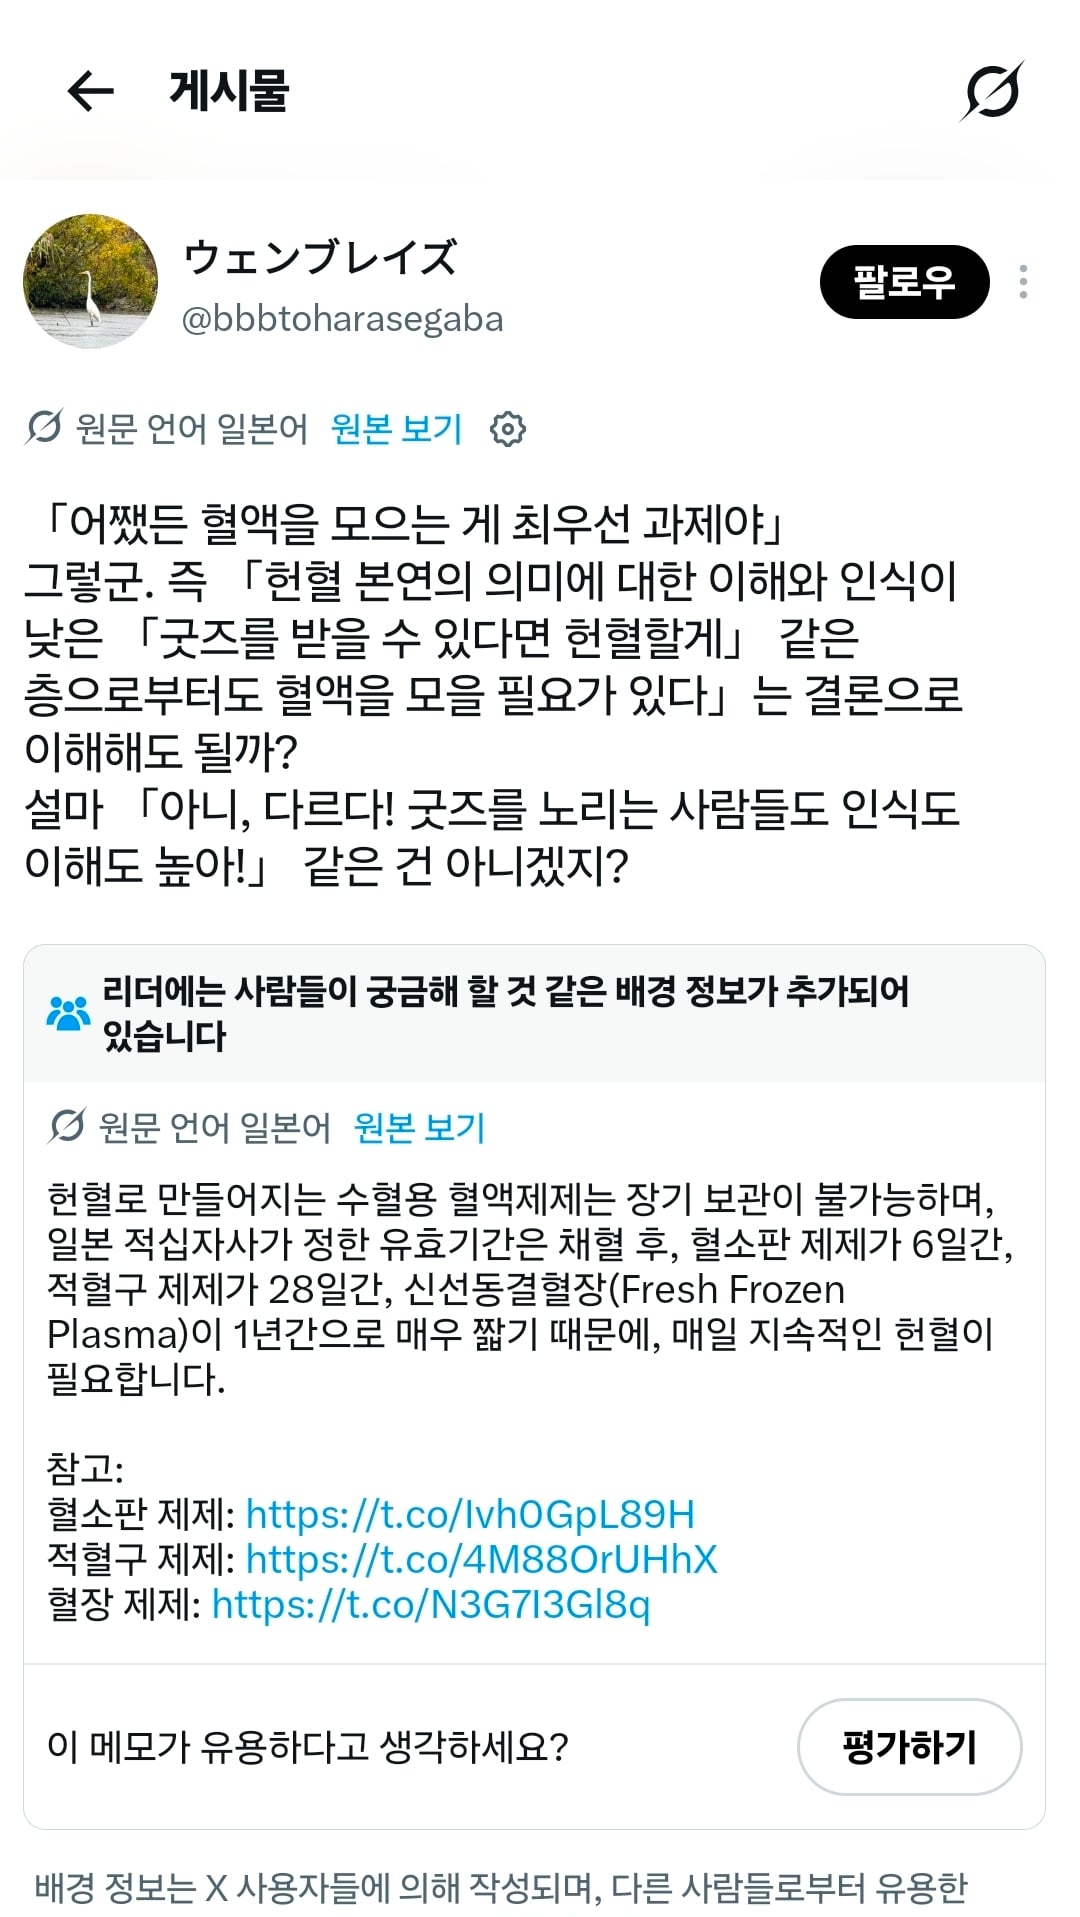 게시물
ウェンブレイズ
@bbbtoharasegaba
팔로우
원문 언어 일본어 원본 보기
「어쨌든 혈액을 모으는 게 최우선 과제야」
그렇군. 즉 「헌혈 본연의 의미에 대한 이해와 인식이
낮은 「굿즈를 받을 수 있다면 헌혈할게」 같은
층으로부터도 혈액을 모을 필요가 있다」는 결론으로
이해해도 될까?
설마 「아니, 다르다! 굿즈를 노리는 사람들도 인식도
이해도 높아!」 같은 건 아니겠지?
리더에는 사람들이 궁금해 할 것 같은 배경 정보가 추가되어
있습니다
원문 언어 일본어 원본 보기
헌혈로 만들어지는 수혈용 혈액제제는 장기 보관이 불가능하며,
일본 적십자사가 정한 유효기간은 채혈 후, 혈소판 제제가 6일간,
적혈구 제제가 28일간, 신선동결혈장(Fresh Frozen
Plasma)이 1년간으로 매우 짧기 때문에, 매일 지속적인 헌혈이
필요합니다.
참고:
혈소판 제제: https://t.co/Ivh0GpL89H
적혈구 제제: https://t.co/4M88OrUHhX
혈장 제제: https://t.co/N3G7I3Gl8q
이 메모가 유용하다고 생각하세요?
평가하기
배경 정보는 X 사용자들에 의해 작성되며, 다른 사람들로부터 유용한